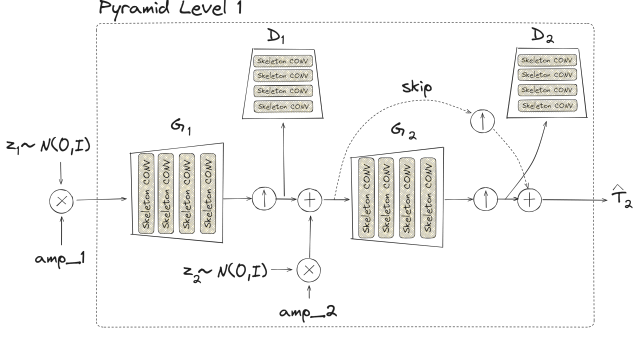 Pyramid Level 1
D1
Skeleton CONV
Skeleton CONV
Skeleton CONV
Skeleton CONV
D2
Skeleton CONV
Skeleton CONV
Skeleton CONV
Skeleton CONV
skip
z1~ N(0,I)
G1
Skeleton CONV
Skeleton CONV
Skeleton CONV
Skeleton CONV
G2
Skeleton CONV
Skeleton CONV
Skeleton CONV
Skeleton CONV
T̂2
amp_1
z2~ N(0,I)
amp_2